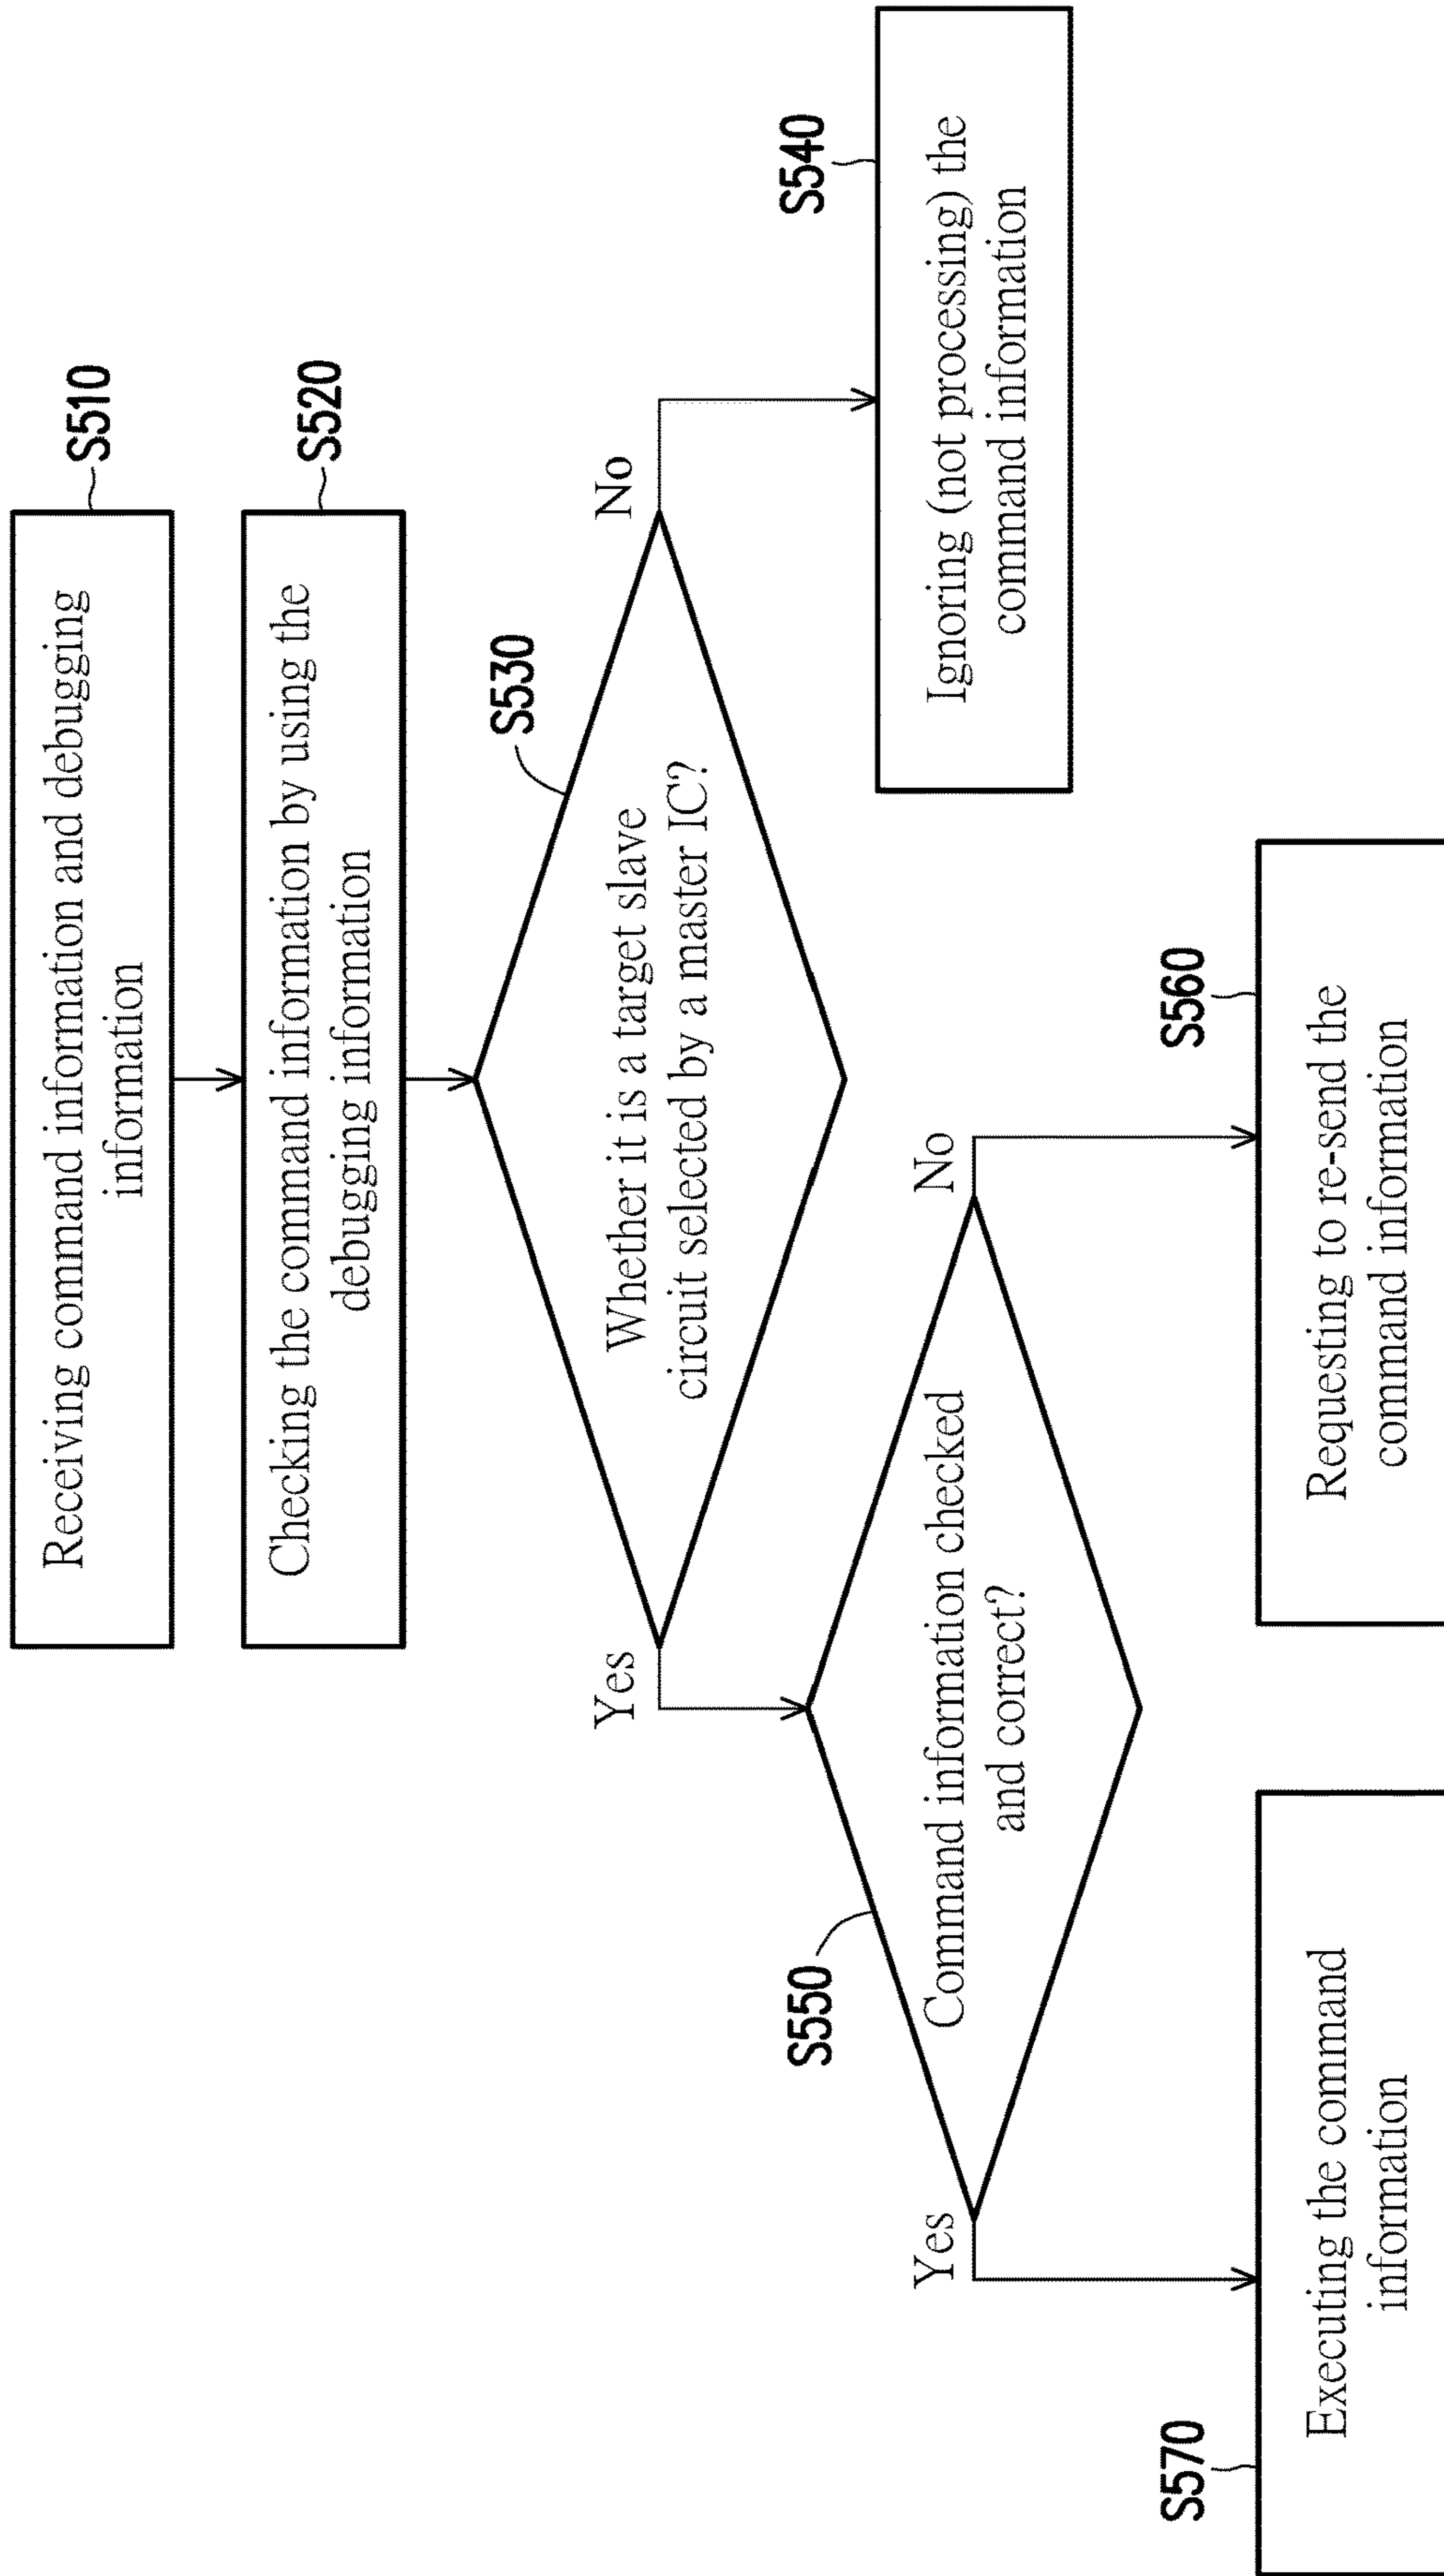 Receiving command information and debugging
information
S510
Checking the command information by using the
debugging information
S520
S530
Whether it is a target slave
circuit selected by a master IC?
Yes
No
S540
Ignoring (not processing) the
command information
S550
Command information checked
and correct?
Yes
No
S560
Requesting to re-send the
command information
S570
Executing the command
information